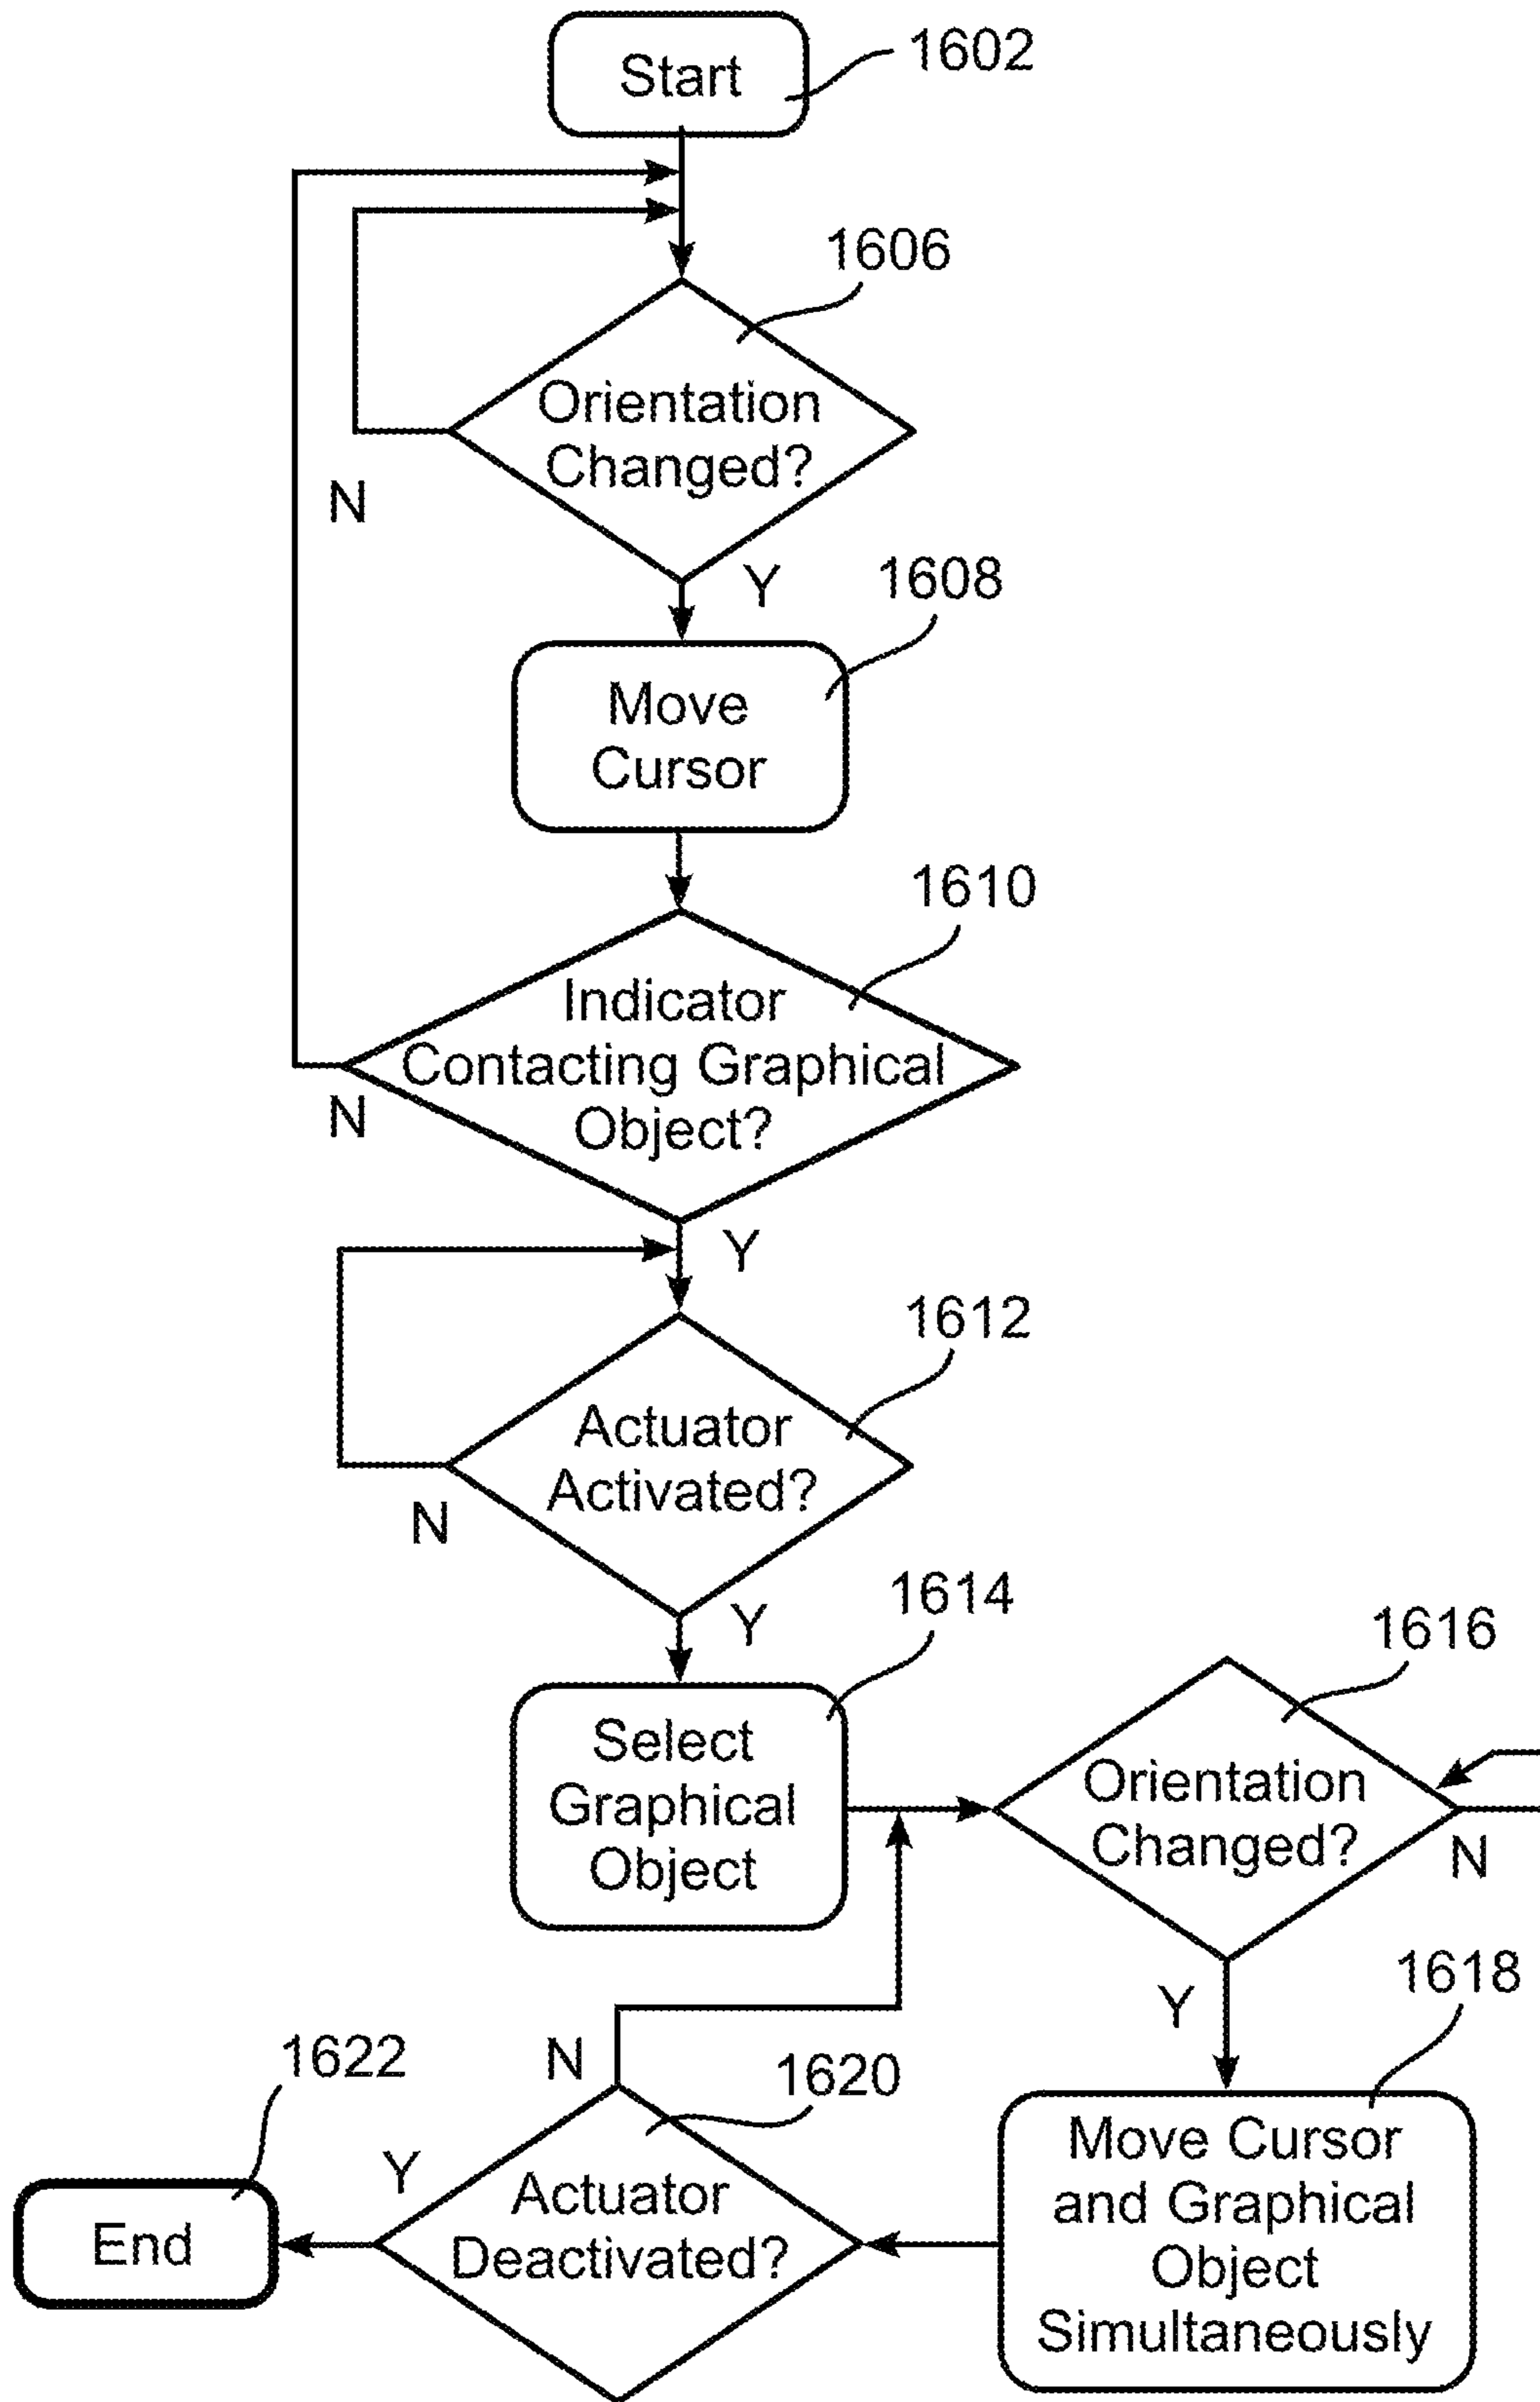 Start
1602
1606
Orientation
Changed?
N
Y
1608
Move
Cursor
1610
Indicator
Contacting Graphical
Object?
N
Y
1612
Actuator
Activated?
N
Y
1614
Select
Graphical
Object
1616
Orientation
Changed?
N
Y
1618
Move Cursor
and Graphical
Object
Simultaneously
1620
N
Actuator
Deactivated?
Y
1622
End